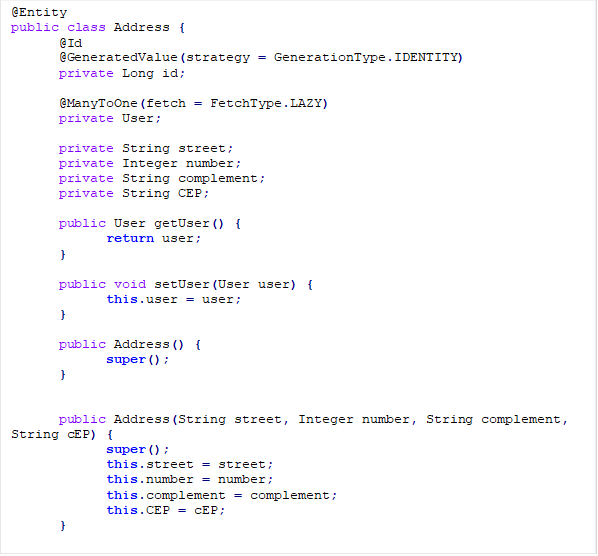 @Entity
public class Address {
@Id
@GeneratedValue(strategy = GenerationType.IDENTITY)
private Long id;
@ManyToOne(fetch = FetchType.LAZY)
private User;
private String street;
private Integer number;
private String complement;
private String CEP;
public User getUser() {
return user;
}
public void setUser(User user) {
this.user = user;
}
public Address() {
super();
}
public Address(String street, Integer number, String complement,
String cEP) {
super();
this.street = street;
this.number = number;
this.complement = complement;
this.CEP = cEP;
}